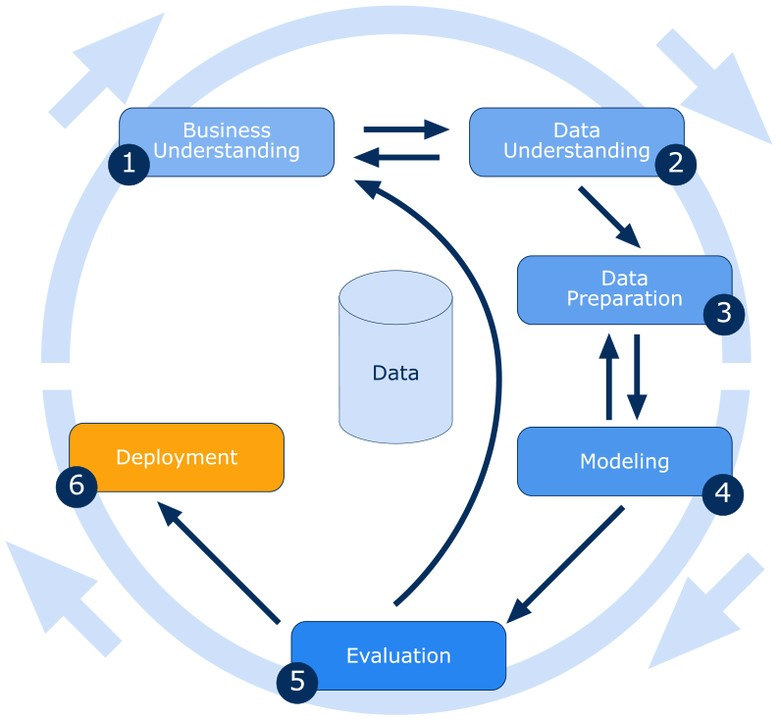 Business
Understanding
1
Data
Understanding
2
Data
Preparation
3
Data
Modeling
4
Deployment
6
Evaluation
5